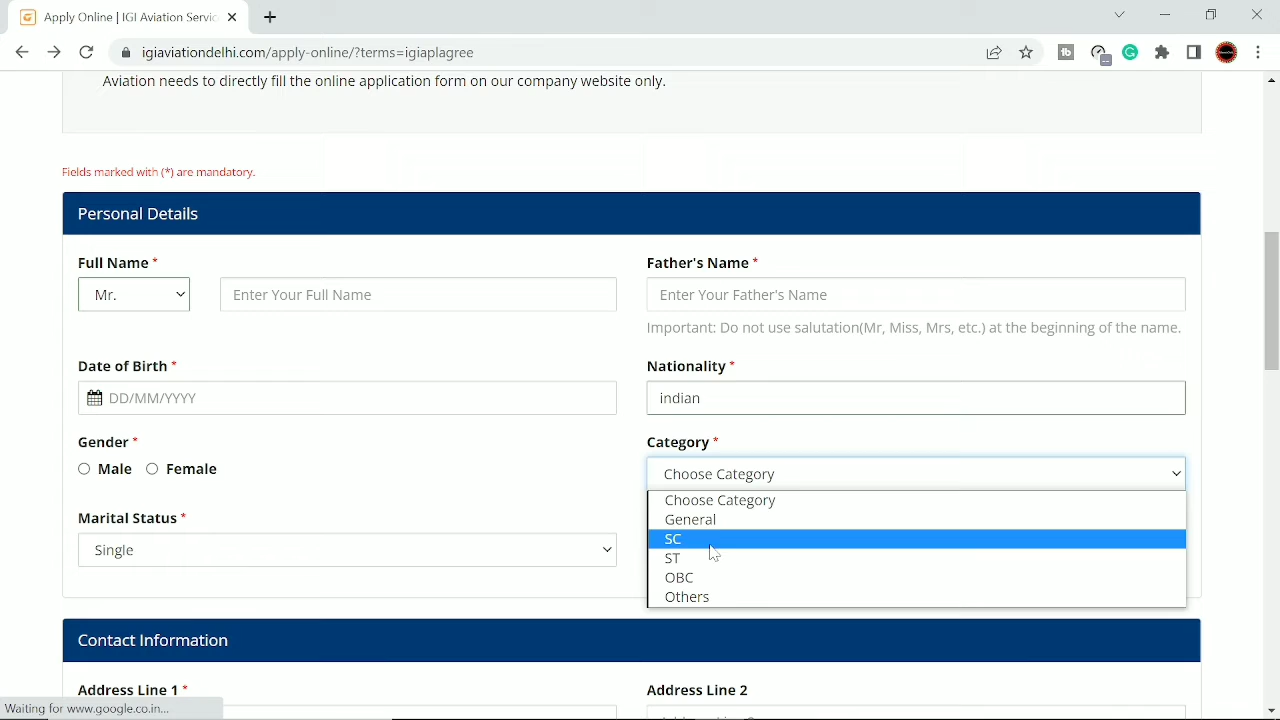 Apply Online | IGI Aviation Servic
igiaviationdelhi.com/apply-online/?terms=igiaplagree
Aviation needs to directly fill the online application form on our company website only.
Fields marked with (*) are mandatory.
Personal Details
Full Name *
Father's Name *
Mr.
Enter Your Full Name
Enter Your Father's Name
Important: Do not use salutation(Mr, Miss, Mrs, etc.) at the beginning of the name.
Date of Birth *
Nationality *
DD/MM/YYYY
indian
Gender *
Category *
Male
Female
Choose Category
Choose Category
General
SC
ST
OBC
Others
Marital Status *
Single
Contact Information
Address Line 1 *
Address Line 2
Waiting for www.google.co.in...